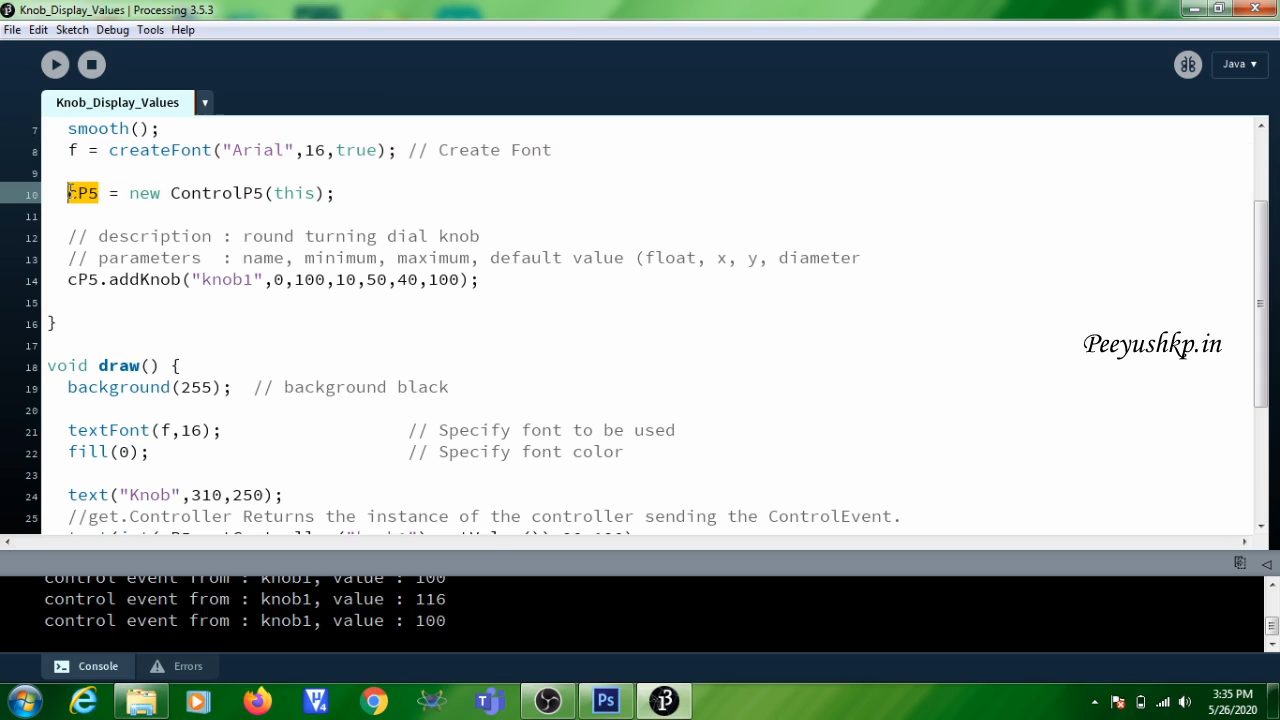 Knob_Display_Values | Processing 3.5.3
File Edit Sketch Debug Tools Help
Java ▾
Knob_Display_Values ▾
7 smooth();
8 f = createFont("Arial",16,true); // Create Font
9
10 cP5 = new ControlP5(this);
11
12 // description : round turning dial knob
13 // parameters  : name, minimum, maximum, default value (float, x, y, diameter
14 cP5.addKnob("knob1",0,100,10,50,40,100);
15
16 }
17
Peeyushkp.in
18 void draw() {
19 background(255);  // background black
20
21 textFont(f,16); // Specify font to be used
22 fill(0); // Specify font color
23
24 text("Knob",310,250);
25 //get.Controller Returns the instance of the controller sending the ControlEvent.
control event from : knob1, value : 100
control event from : knob1, value : 116
control event from : knob1, value : 100
Console Errors
3:35 PM
5/26/2020